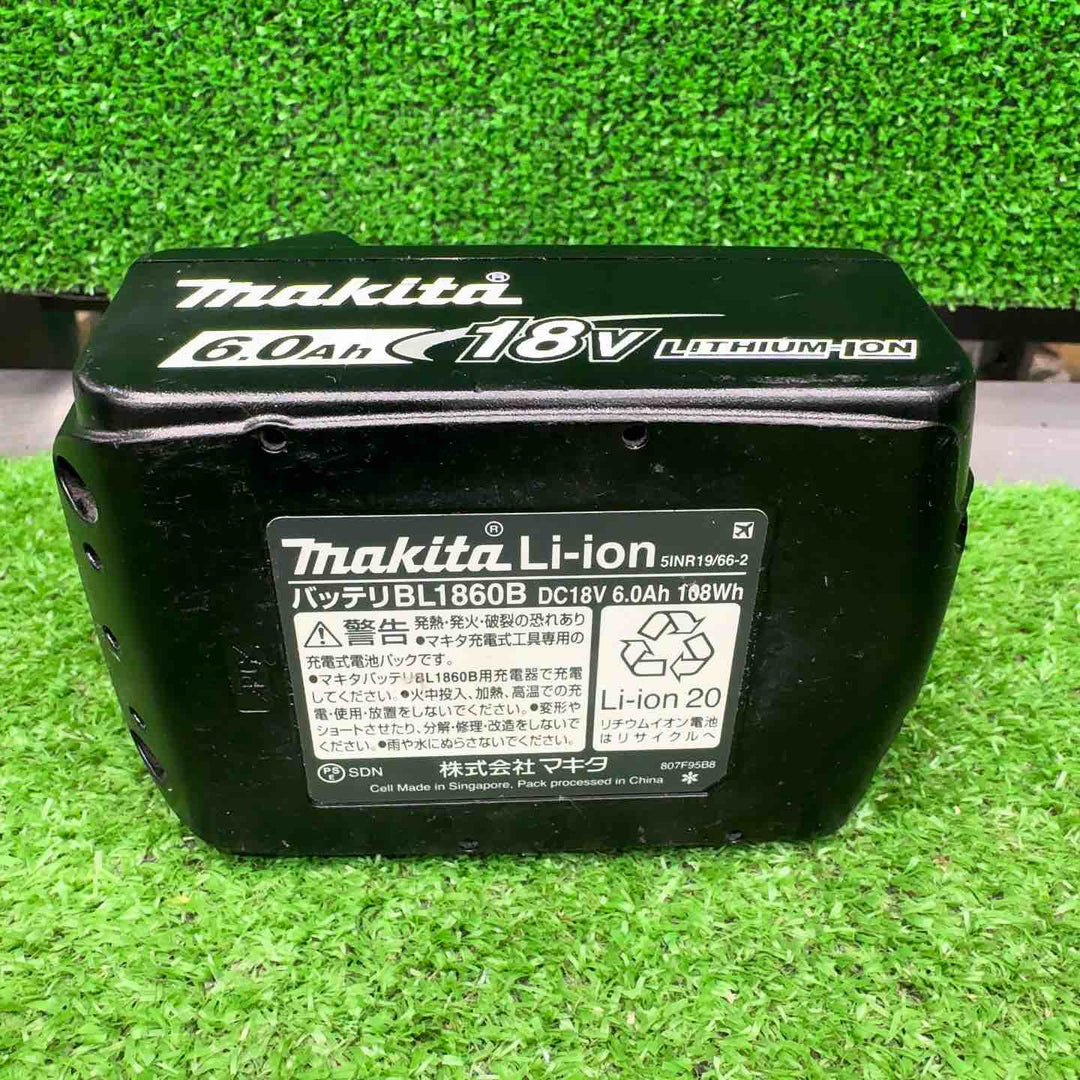 makita®
6.0Ah 18V LITHIUM-ION
makita® Li-ion 5INR19/66-2
バッテリBL1860B DC18V 6.0Ah 108Wh
警告 発熱・発火・破裂の恐れあり
●マキタ充電式工具専用の
充電式電池パックです。
●マキタバッテリBL1860B用充電器で充電
してください。●火中投入、加熱、高温での充
電・使用・放置をしないでください。●変形や
ショートさせたり、分解・修理・改造をしないで
ください。●雨や水にぬらさないでください。
Li-ion 20
リチウムイオン電池
はリサイクルへ
PSE SDN 株式会社マキタ 807F95B8
Cell Made in Singapore, Pack processed in China *